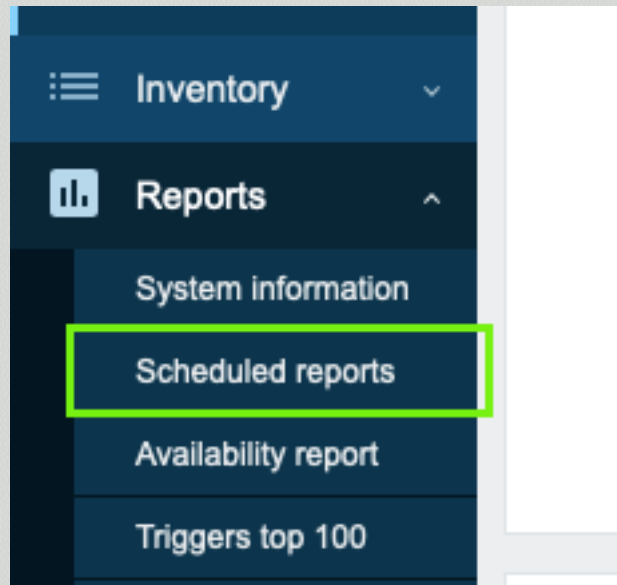 Inventory
Reports
System information
Scheduled reports
Availability report
Triggers top 100